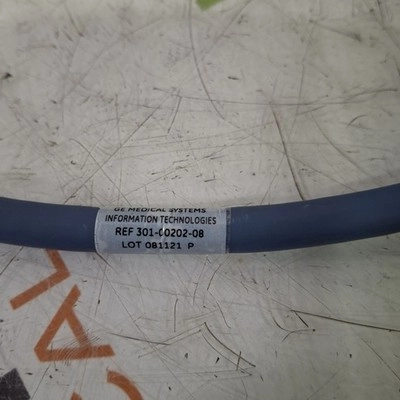 GE MEDICAL SYSTEMS
INFORMATION TECHNOLOGIES
REF 301-00202-08
LOT 081121 P